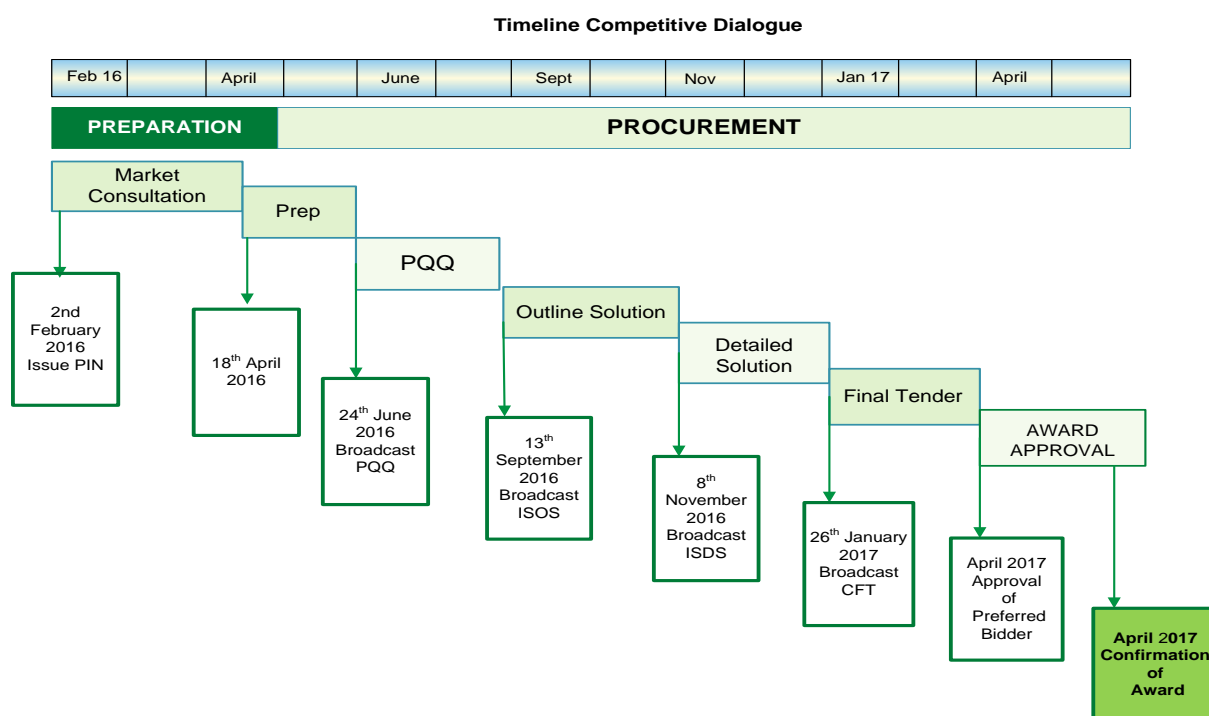 Timeline Competitive Dialogue
Feb 16 April June Sept Nov Jan 17 April
PREPARATION PROCUREMENT
Market
Consultation
Prep
PQQ
Outline Solution
Detailed
Solution
Final Tender
AWARD
APPROVAL
2nd
February
2016
Issue PIN
18th April
2016
24th June
2016
Broadcast
PQQ
13th
September
2016
Broadcast
ISOS
8th
November
2016
Broadcast
ISDS
26th January
2017
Broadcast
CFT
April 2017
Approval
of
Preferred
Bidder
April 2017
Confirmation
of
Award